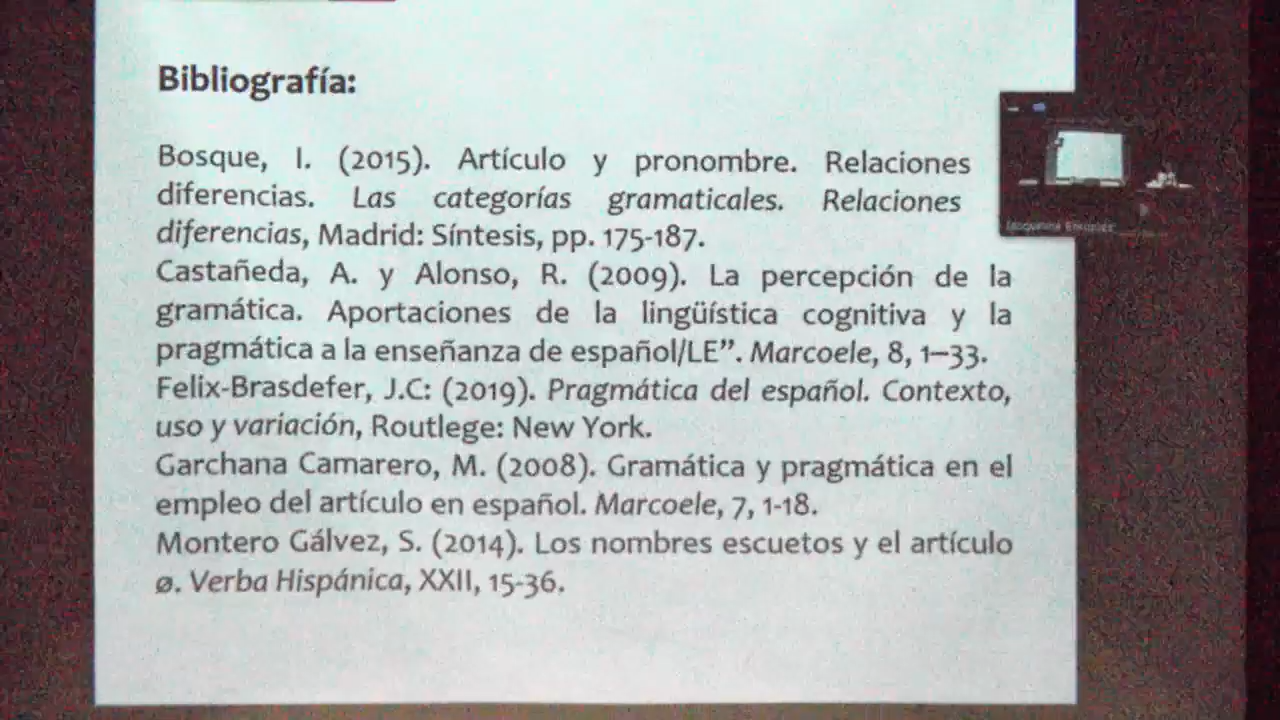 Bibliografía:
Bosque, I. (2015). Artículo y pronombre. Relaciones
diferencias. Las categorías gramaticales. Relaciones
diferencias, Madrid: Síntesis, pp. 175-187.
Castañeda, A. y Alonso, R. (2009). La percepción de la
gramática. Aportaciones de la lingüística cognitiva y la
pragmática a la enseñanza de español/LE”. Marcoele, 8, 1–33.
Felix-Brasdefer, J.C: (2019). Pragmática del español. Contexto,
uso y variación, Routlege: New York.
Garchana Camarero, M. (2008). Gramática y pragmática en el
empleo del artículo en español. Marcoele, 7, 1-18.
Montero Gálvez, S. (2014). Los nombres escuetos y el artículo
ø. Verba Hispánica, XXII, 15-36.